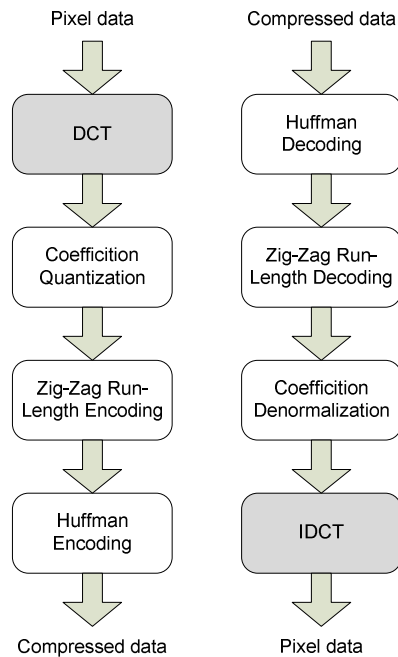 Pixel data
DCT
Coefficition
Quantization
Zig-Zag Run-
Length Encoding
Huffman
Encoding
Compressed data
Compressed data
Huffman
Decoding
Zig-Zag Run-
Length Decoding
Coefficition
Denormalization
IDCT
Pixel data